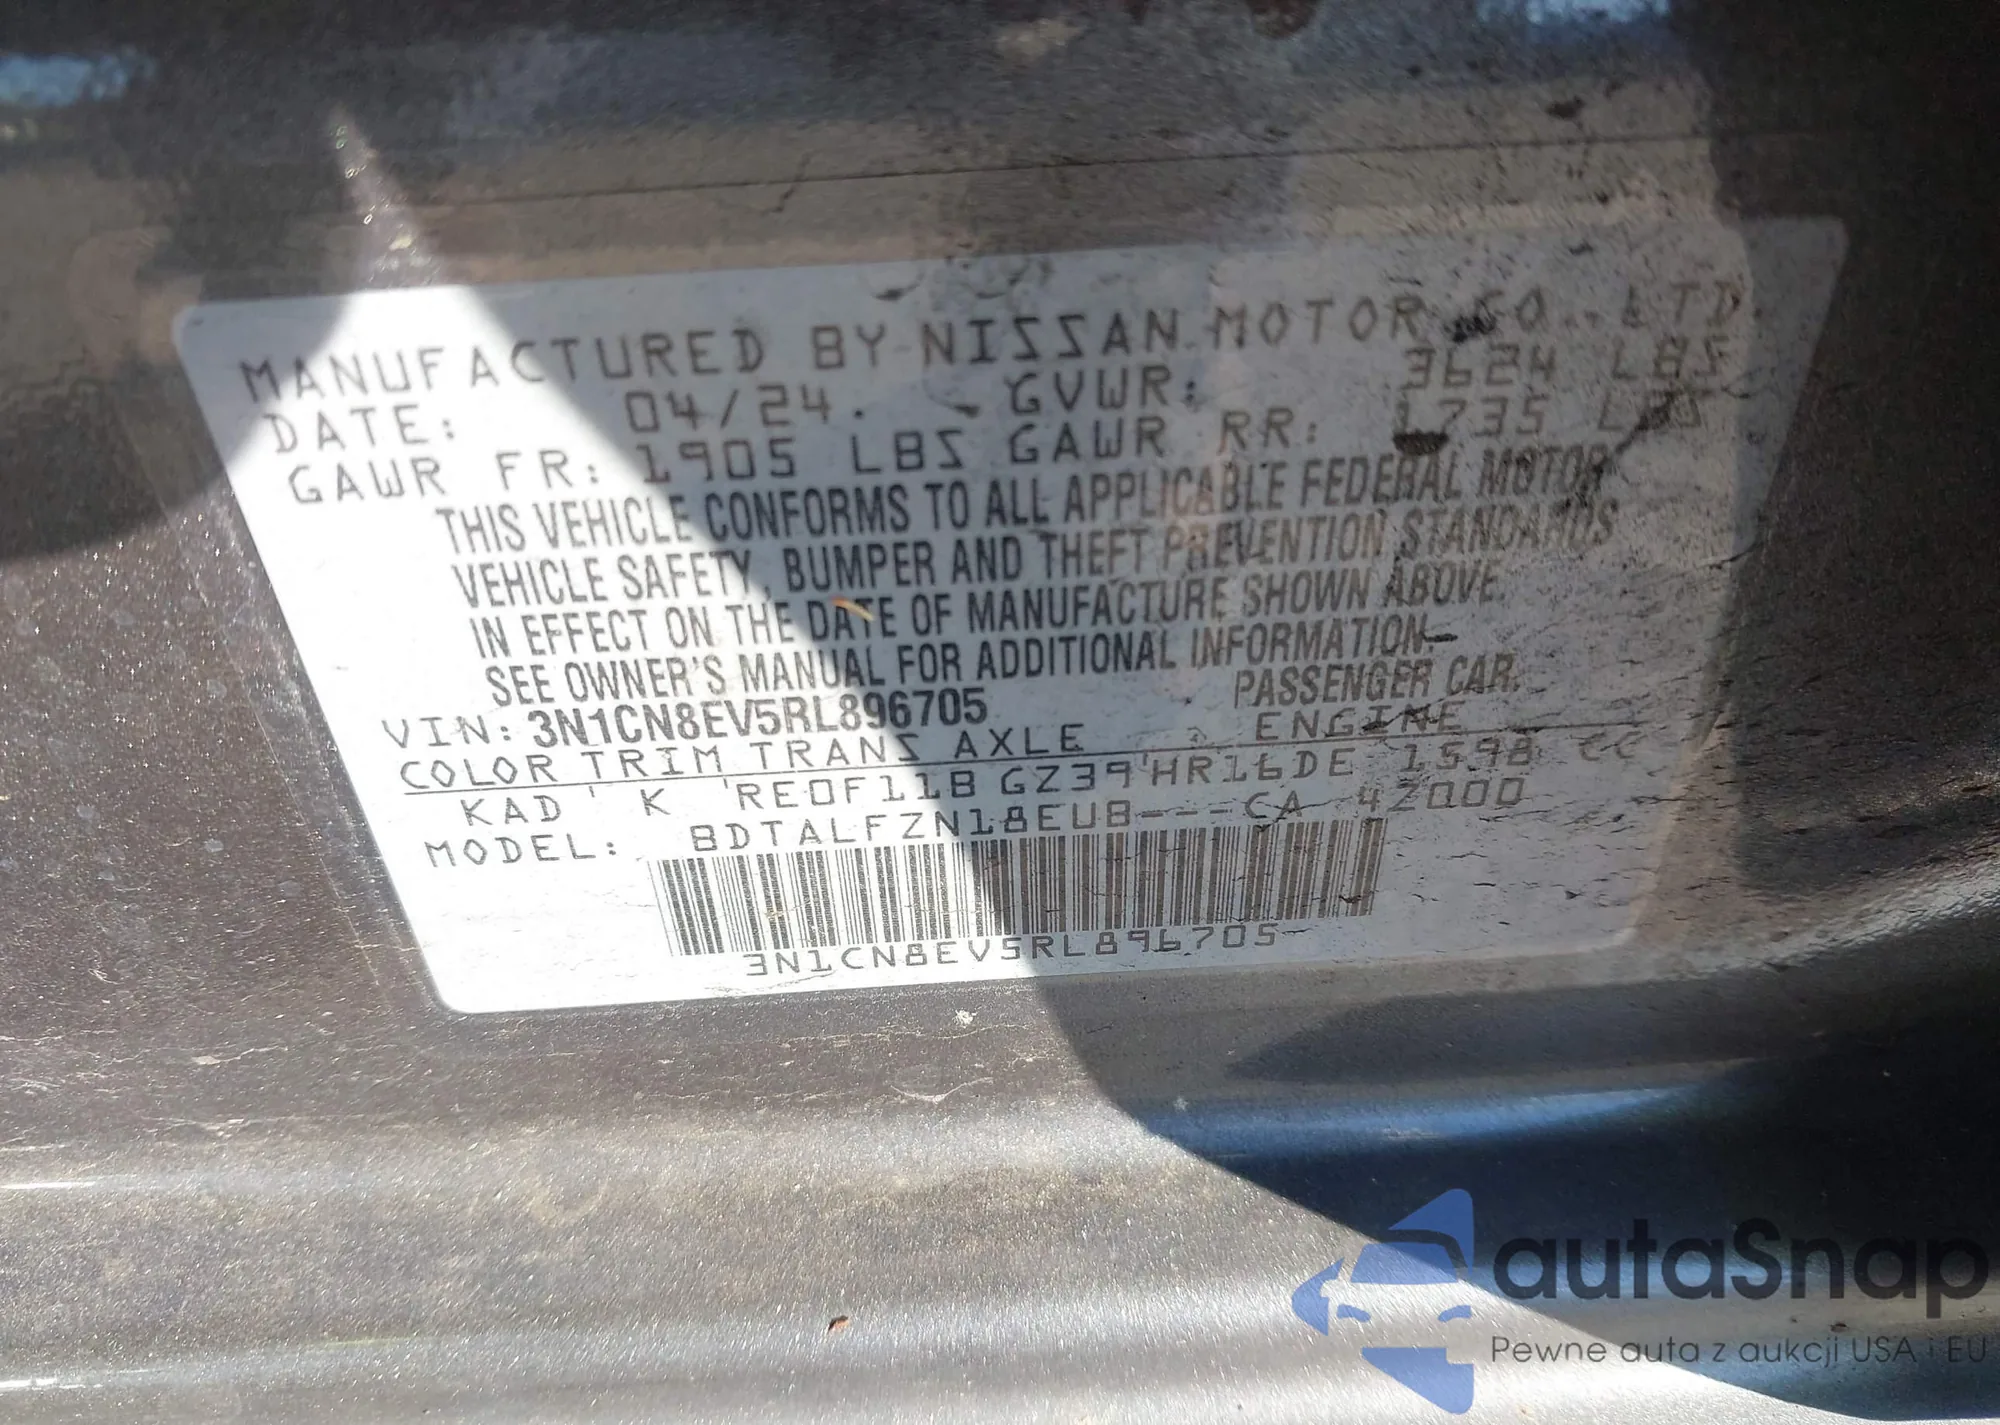 MANUFACTURED BY NISSAN MOTOR CO., LTD.
DATE: 04/24 GVWR: 3624 LBS
GAWR FR: 1905 LBS GAWR RR: 1735 LBS
THIS VEHICLE CONFORMS TO ALL APPLICABLE FEDERAL MOTOR
VEHICLE SAFETY, BUMPER AND THEFT PREVENTION STANDARDS
IN EFFECT ON THE DATE OF MANUFACTURE SHOWN ABOVE.
SEE OWNER'S MANUAL FOR ADDITIONAL INFORMATION.
VIN: 3N1CN8EV5RL896705 PASSENGER CAR.
COLOR TRIM TRANS AXLE ENGINE
KAD ' K 'RE0F11B GZ39'HR16DE 1598 CC
MODEL: BDTALFZN18EUB---CA 4Z000
3N1CN8EV5RL896705
autaSnap
Pewne auta z aukcji USA i EU